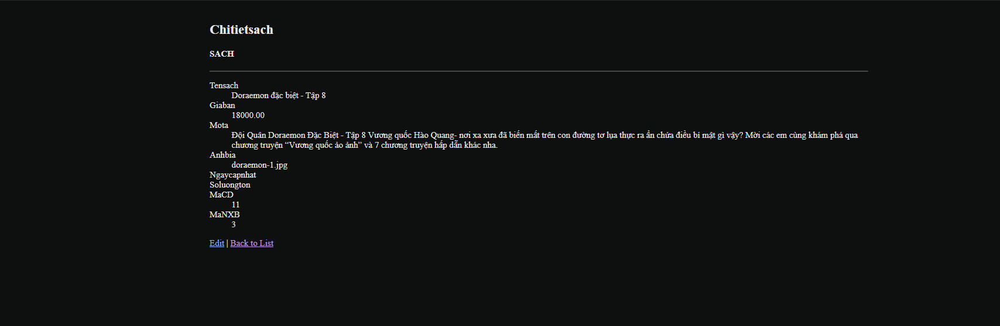 Chitietsach
SACH
Tensach
Doraemon đặc biệt - Tập 8
Giaban
18000.00
Mota
Đội Quân Doraemon Đặc Biệt - Tập 8 Vương quốc Hào Quang- nơi xa xưa đã biến mất trên con đường tơ lụa thực ra ẩn chứa điều bí mật gì vậy? Mời các em cùng khám phá qua
chương truyện “Vương quốc ảo ảnh” và 7 chương truyện hấp dẫn khác nha.
Anhbia
doraemon-1.jpg
Ngaycapnhat
Soluongton
MaCD
11
MaNXB
3
Edit | Back to List